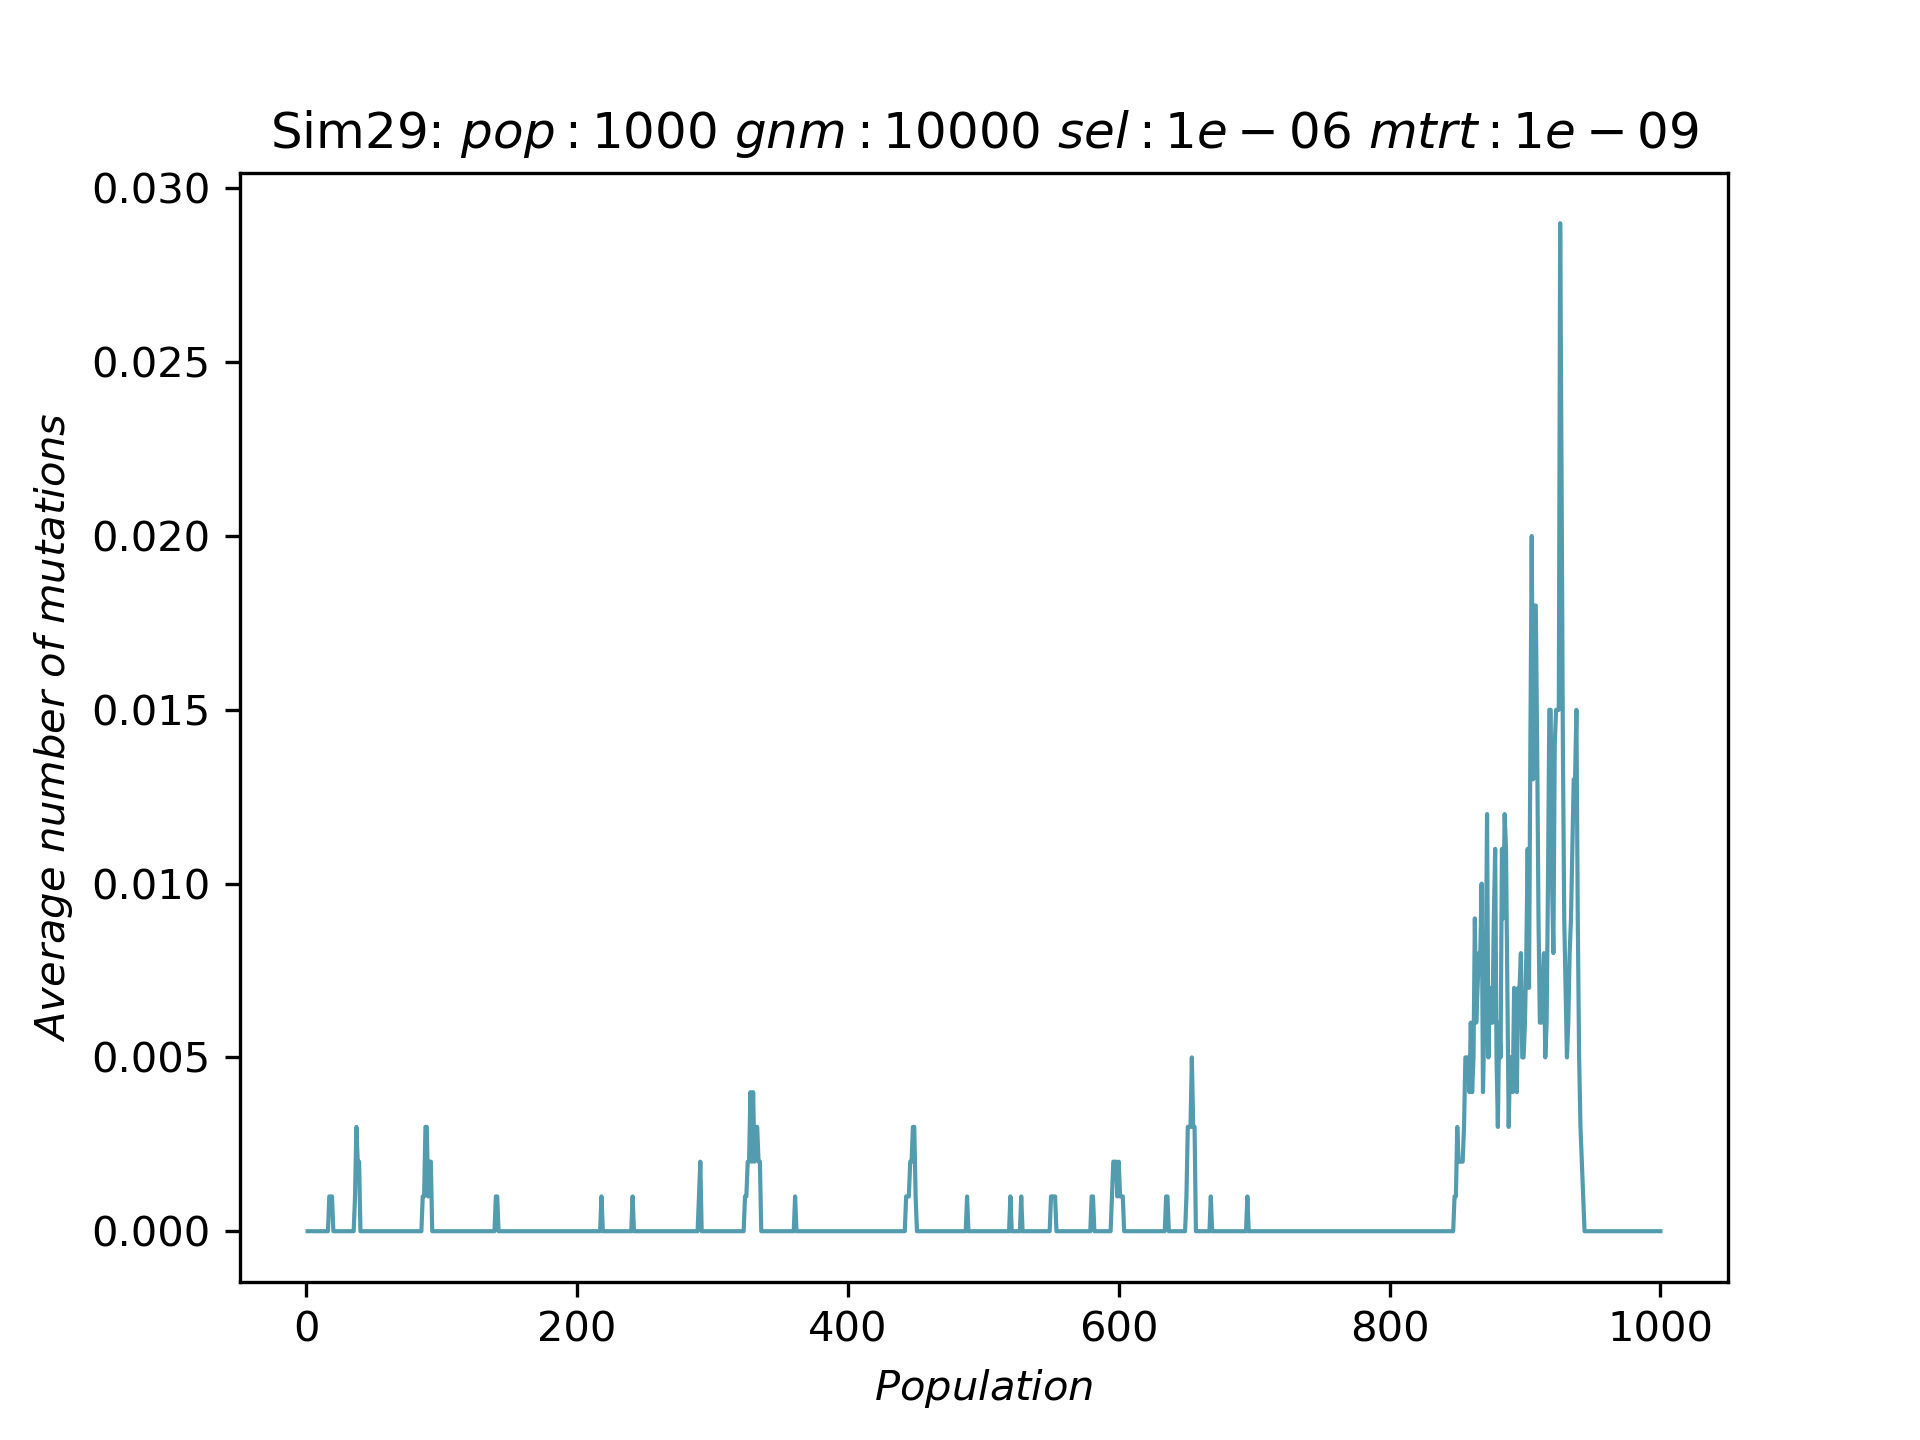 Sim29: pop : 1000 gnm : 10000 sel : 1e − 06 mtrt : 1e − 09
0.030
0.025
0.020
0.015
0.010
0.005
0.000
Average number of mutations
0 200 400 600 800 1000
Population